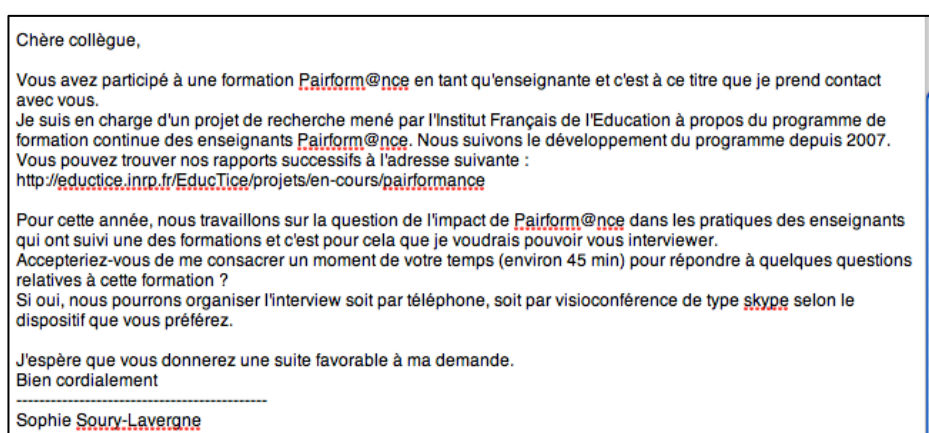 Chère collègue,
Vous avez participé à une formation Pairform@nce en tant qu'enseignante et c'est à ce titre que je prend contact
avec vous.
Je suis en charge d'un projet de recherche mené par l'Institut Français de l'Education à propos du programme de
formation continue des enseignants Pairform@nce. Nous suivons le développement du programme depuis 2007.
Vous pouvez trouver nos rapports successifs à l'adresse suivante :
http://eductice.inrp.fr/EducTice/projets/en-cours/pairformance
Pour cette année, nous travaillons sur la question de l'impact de Pairform@nce dans les pratiques des enseignants
qui ont suivi une des formations et c'est pour cela que je voudrais pouvoir vous interviewer.
Accepteriez-vous de me consacrer un moment de votre temps (environ 45 min) pour répondre à quelques questions
relatives à cette formation ?
Si oui, nous pourrons organiser l'interview soit par téléphone, soit par visioconférence de type skype selon le
dispositif que vous préférez.
J'espère que vous donnerez une suite favorable à ma demande.
Bien cordialement
-------------------------------------------
Sophie Soury-Lavergne